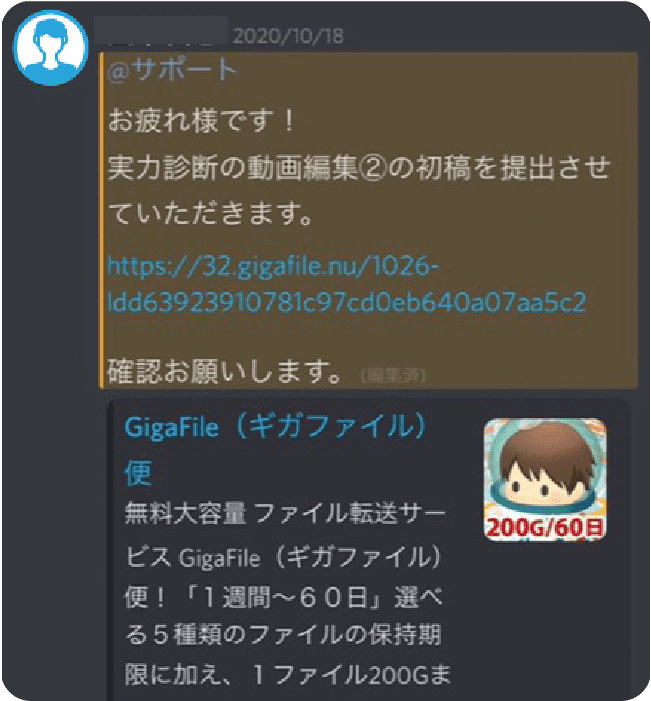 2020/10/18
@サポート
お疲れ様です！
実力診断の動画編集②の初稿を提出させ
ていただきます。
https://32.gigafile.nu/1026-
ldd63923910781c97cd0eb640a07aa5c2
確認お願いします。(編集済)
GigaFile（ギガファイル）
便
200G/60日
無料大容量 ファイル転送サー
ビス GigaFile（ギガファイル）
便！「１週間～６０日」選べ
る５種類のファイルの保持期
限に加え、１ファイル200Gま